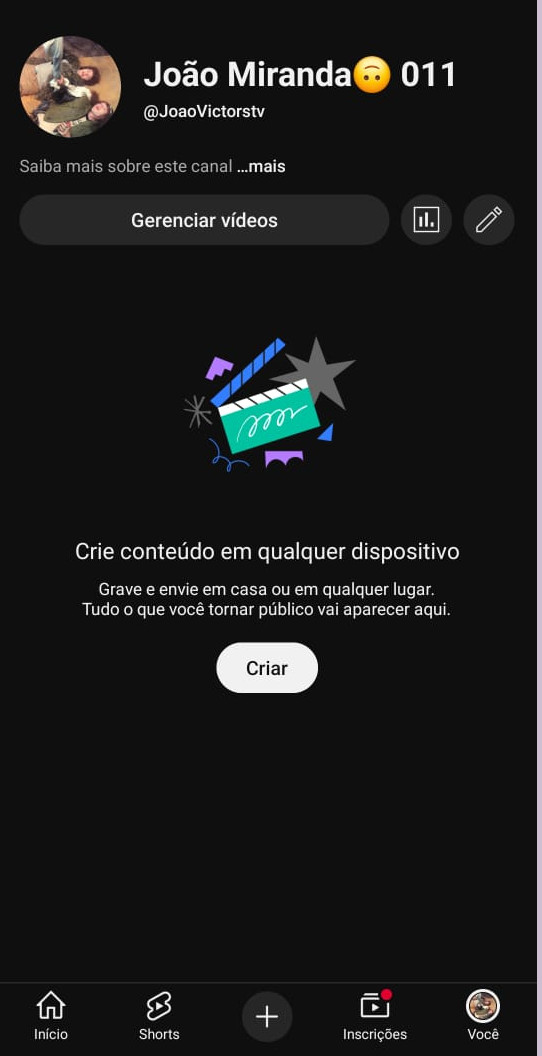 João Miranda🙃 011
@JoaoVictorstv
Saiba mais sobre este canal ...mais
Gerenciar vídeos
Crie conteúdo em qualquer dispositivo
Grave e envie em casa ou em qualquer lugar.
Tudo o que você tornar público vai aparecer aqui.
Criar
Início
Shorts
Inscrições
Você